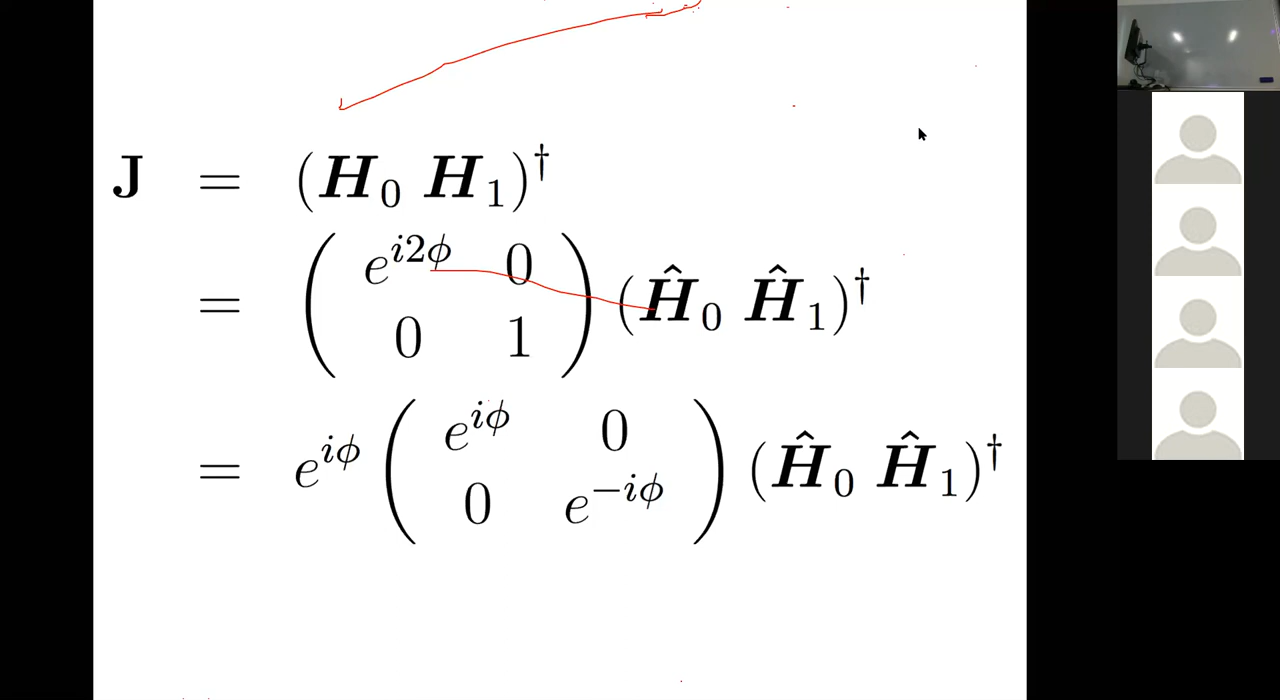 J = (H₀ H₁)†
= ( e^{i2φ} 0
0 1 ) (Ĥ₀ Ĥ₁)†
= e^{iφ} ( e^{iφ} 0
0 e^{−iφ} ) (Ĥ₀ Ĥ₁)†